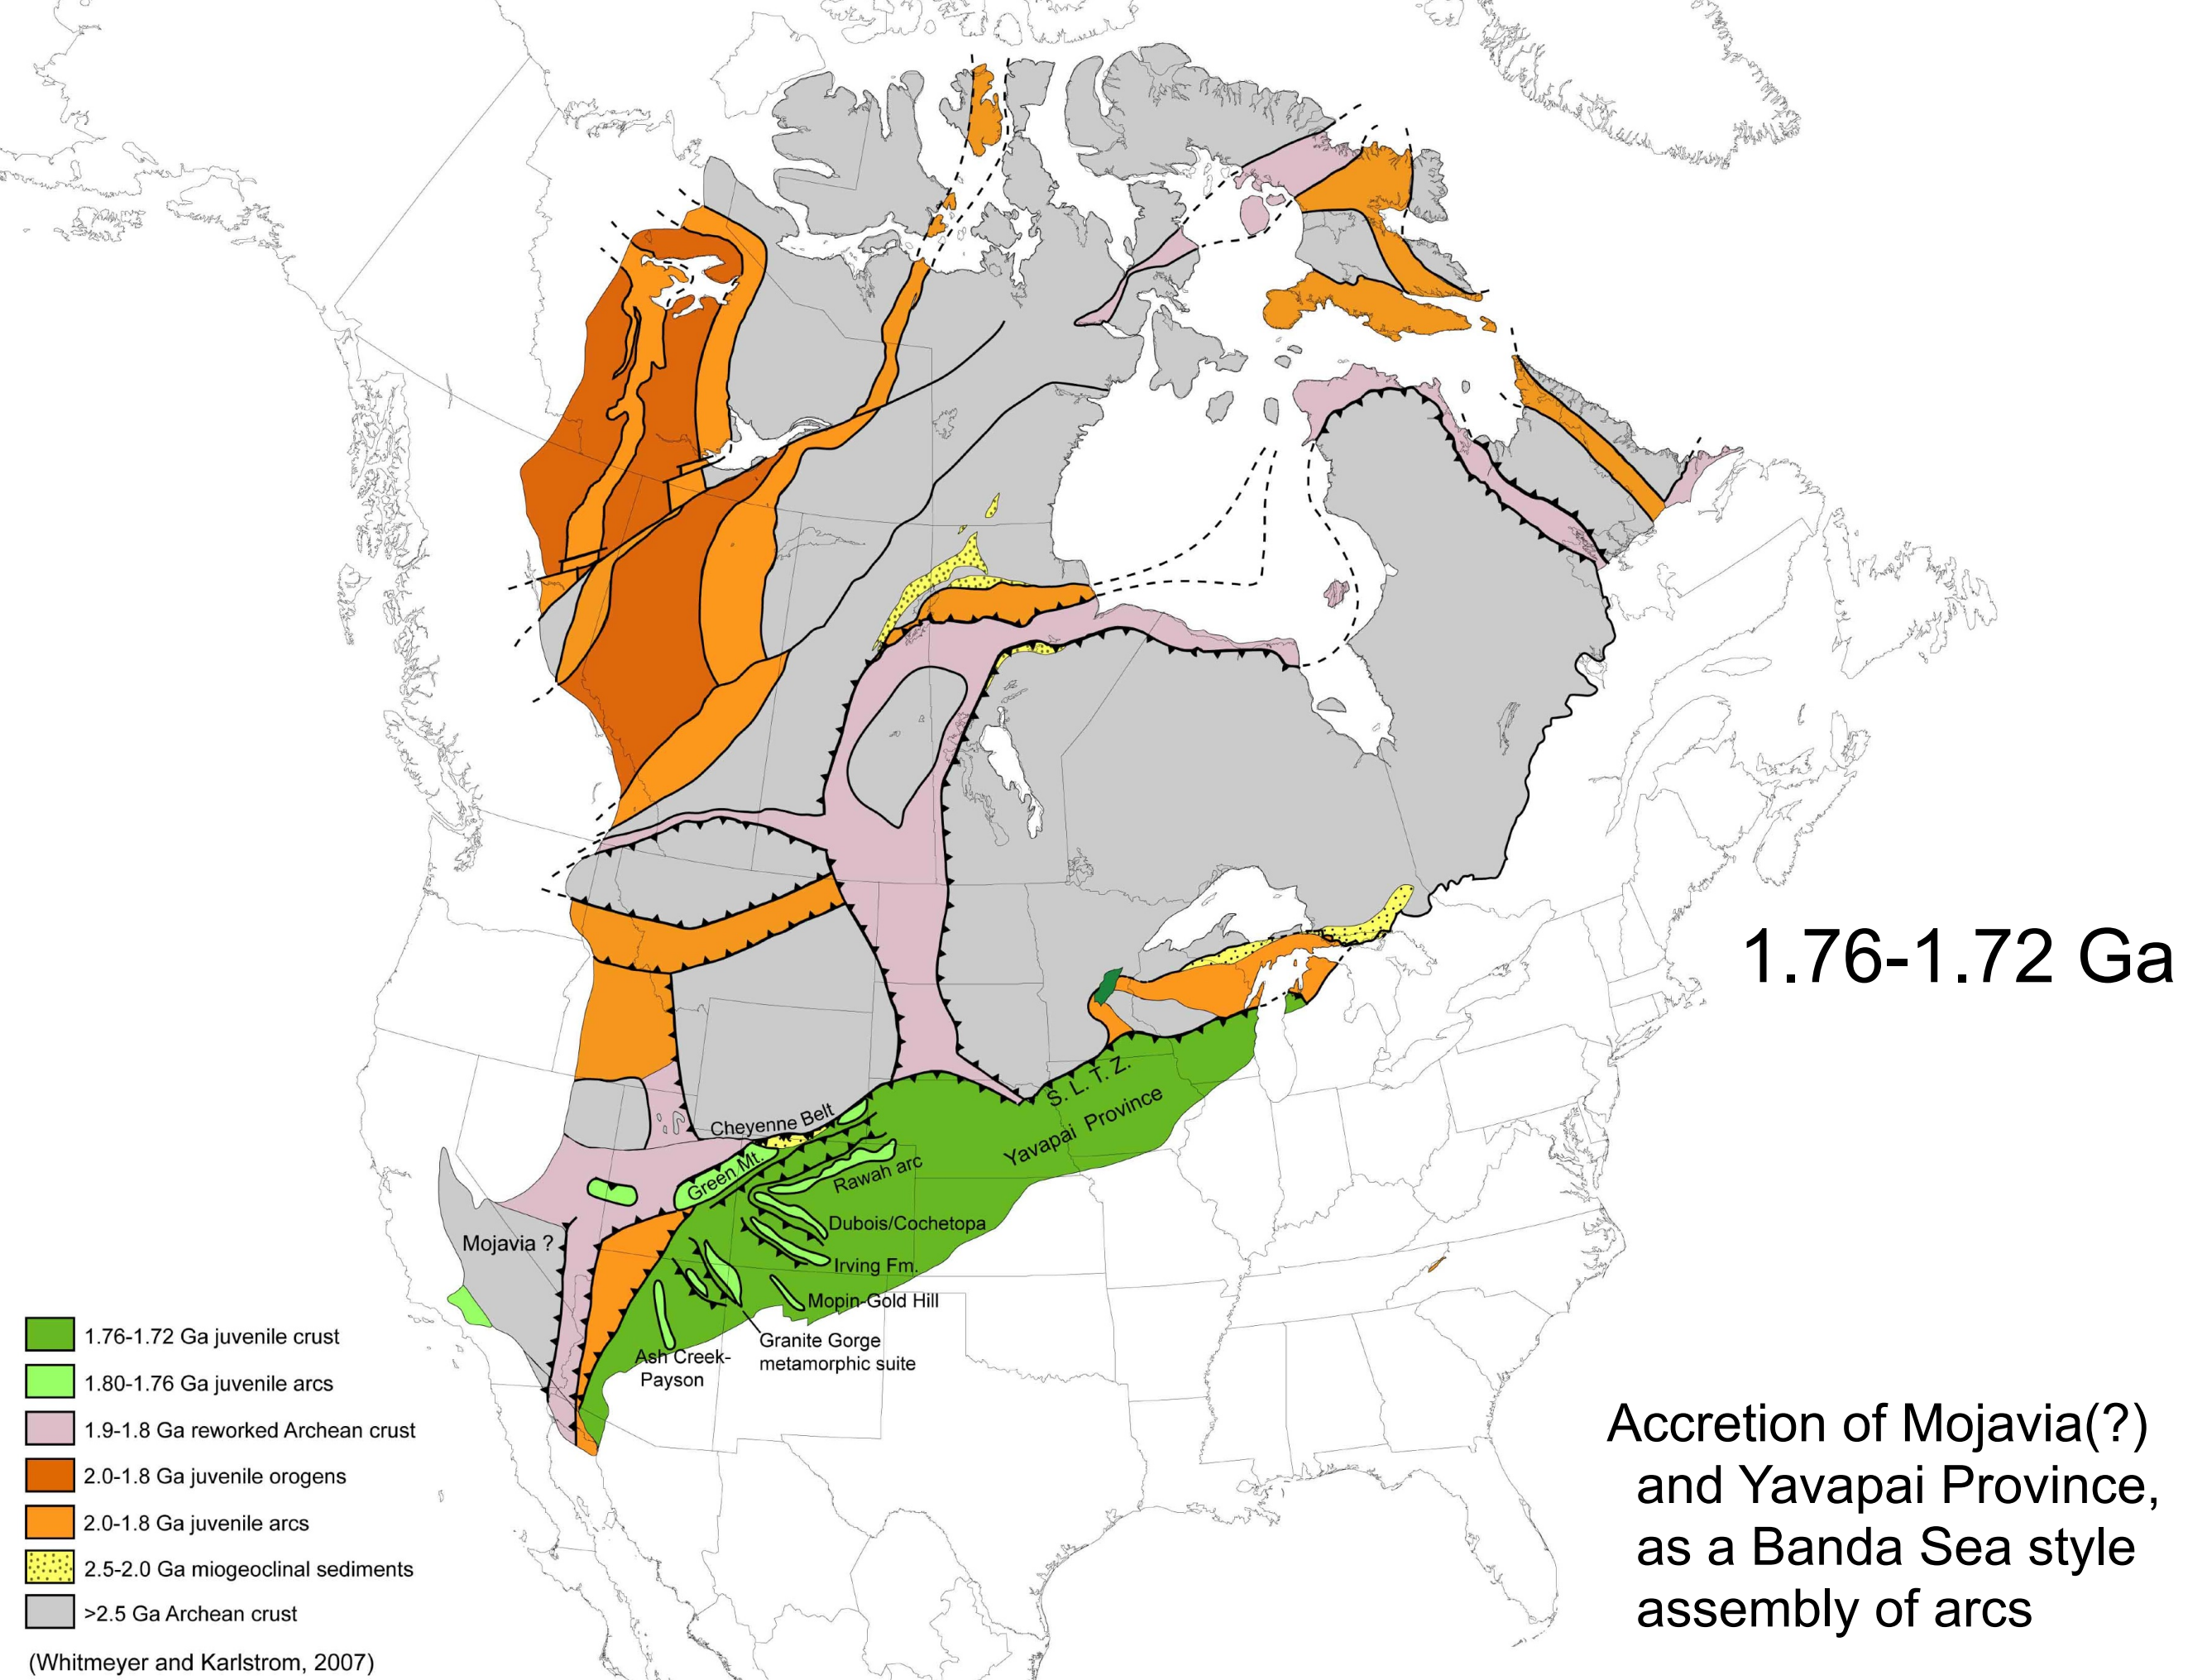 1.76-1.72 Ga
S. L. T. Z.
Yavapai Province
Cheyenne Belt
Green Mt.
Rawah arc
Dubois/Cochetopa
Mojavia ?
Irving Fm.
Mopin-Gold Hill
Granite Gorge
metamorphic suite
Ash Creek-
Payson
1.76-1.72 Ga juvenile crust
1.80-1.76 Ga juvenile arcs
1.9-1.8 Ga reworked Archean crust
2.0-1.8 Ga juvenile orogens
2.0-1.8 Ga juvenile arcs
2.5-2.0 Ga miogeoclinal sediments
>2.5 Ga Archean crust
(Whitmeyer and Karlstrom, 2007)
Accretion of Mojavia(?)
and Yavapai Province,
as a Banda Sea style
assembly of arcs